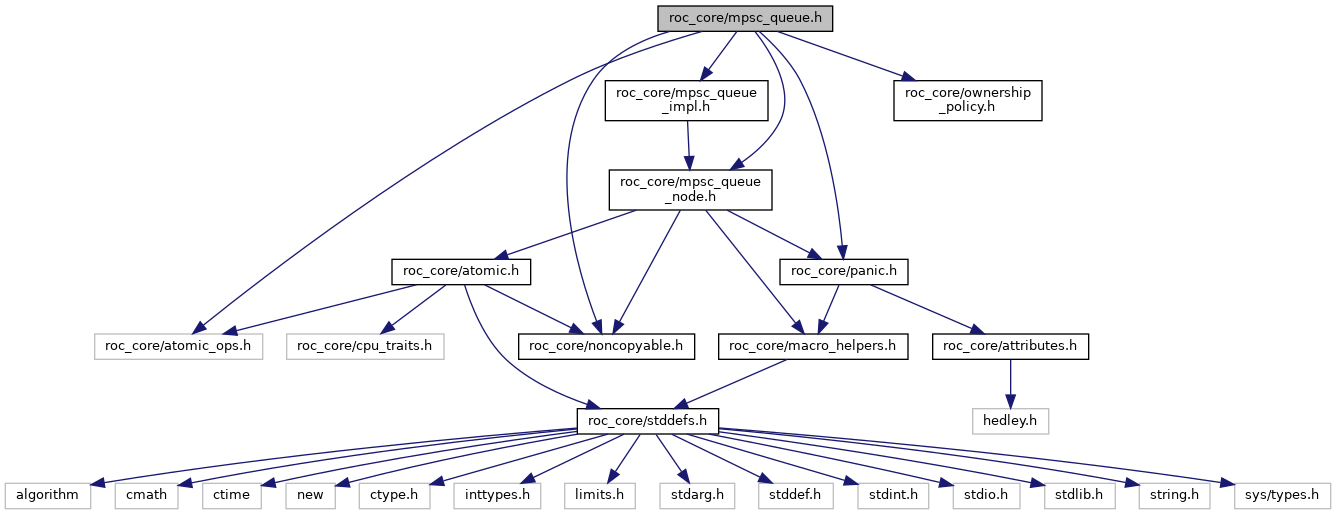 roc_core/mpsc_queue.h
roc_core/mpsc_queue
_impl.h
roc_core/ownership
_policy.h
roc_core/mpsc_queue
_node.h
roc_core/atomic.h
roc_core/panic.h
roc_core/atomic_ops.h
roc_core/cpu_traits.h
roc_core/noncopyable.h
roc_core/macro_helpers.h
roc_core/attributes.h
roc_core/stddefs.h
hedley.h
algorithm
cmath
ctime
new
ctype.h
inttypes.h
limits.h
stdarg.h
stddef.h
stdint.h
stdio.h
stdlib.h
string.h
sys/types.h